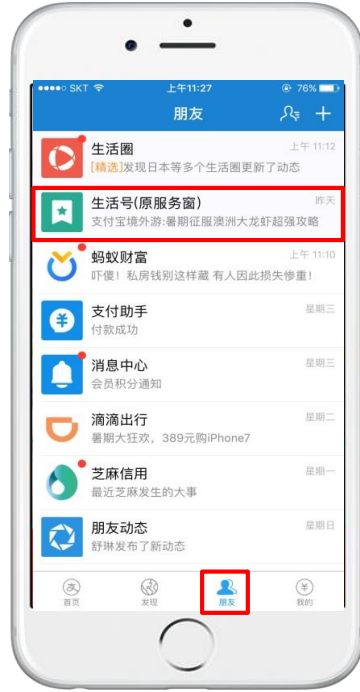 SKT 上午11:27 76%
朋友
生活圈 上午 11:12
[精选]发现日本等多个生活圈更新了动态
生活号(原服务窗) 昨天
支付宝境外游:暑期征服澳洲大龙虾超强攻略
蚂蚁财富 上午 11:10
吓傻！私房钱别这样藏 有人因此损失惨重！
支付助手 星期三
付款成功
消息中心 星期三
会员积分通知
滴滴出行 星期二
暑期大狂欢，389元购iPhone7
芝麻信用 星期一
最近芝麻发生的大事
朋友动态 星期日
舒琳发布了新动态
首页 发现 朋友 我的